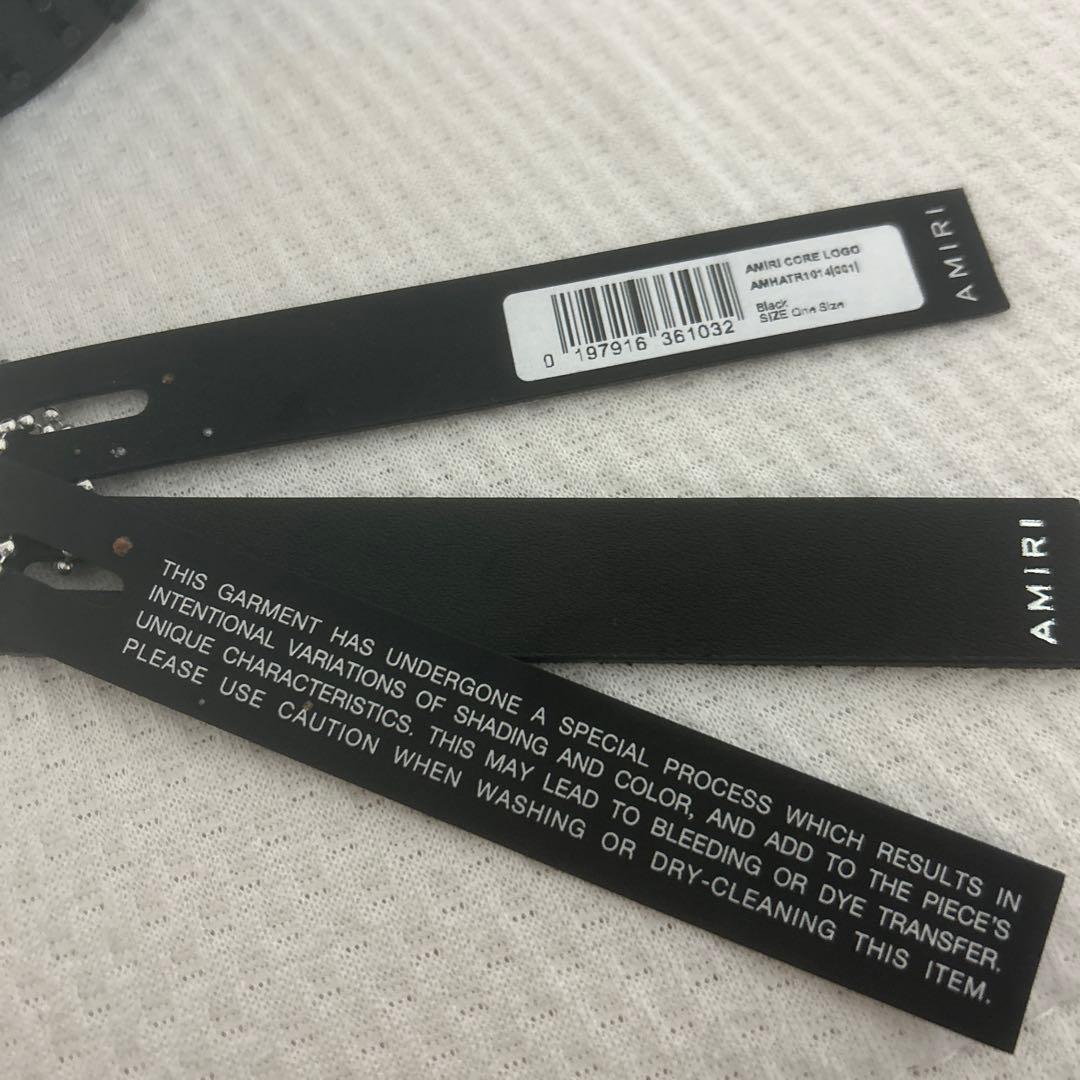 AMIRI CORE LOGO
AMHATR1014|001|
Black
SIZE One Size
0 197916 361032
AMIRI
AMIRI
THIS GARMENT HAS UNDERGONE A SPECIAL PROCESS WHICH RESULTS IN
INTENTIONAL VARIATIONS OF SHADING AND COLOR, AND ADD TO THE PIECE'S
UNIQUE CHARACTERISTICS. THIS MAY LEAD TO BLEEDING OR DYE TRANSFER.
PLEASE USE CAUTION WHEN WASHING OR DRY-CLEANING THIS ITEM.